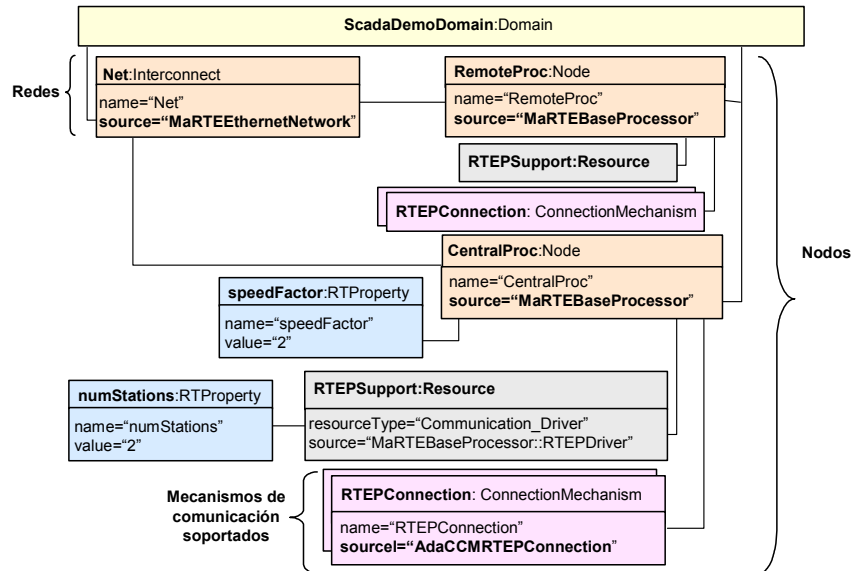 ScadaDemoDomain:Domain
Redes
Net:Interconnect
name="Net"
source="MaRTEEthernetNetwork"
RemoteProc:Node
name="RemoteProc"
source="MaRTEBaseProcessor"
RTEPSupport:Resource
RTEPConnection: ConnectionMechanism
Nodos
CentralProc:Node
name="CentralProc"
source="MaRTEBaseProcessor"
speedFactor:RTProperty
name="speedFactor"
value="2"
numStations:RTProperty
name="numStations"
value="2"
RTEPSupport:Resource
resourceType="Communication_Driver"
source="MaRTEBaseProcessor::RTEPDriver"
Mecanismos de
comunicación
soportados
RTEPConnection: ConnectionMechanism
name="RTEPConnection"
sourcel="AdaCCMRTEPConnection"